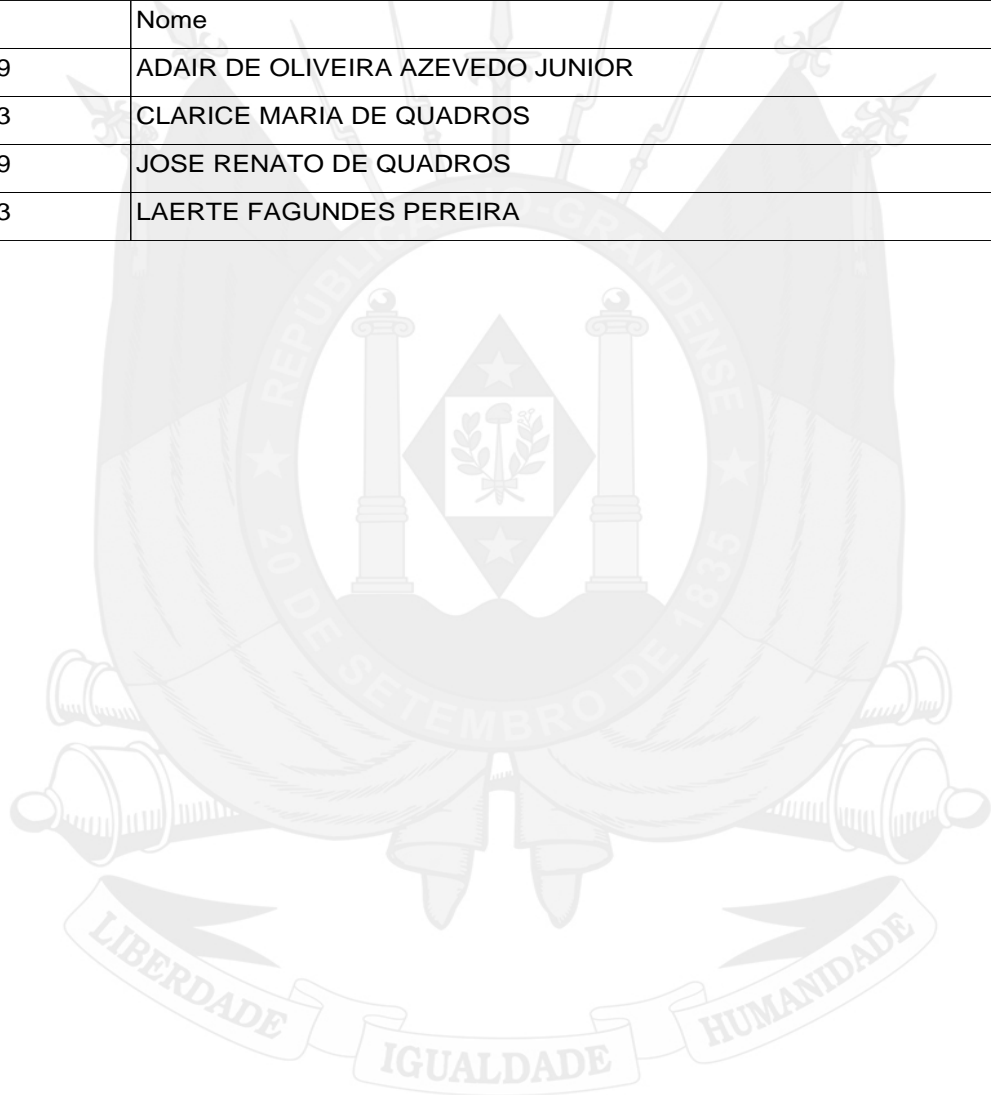 Nome
9 ADAIR DE OLIVEIRA AZEVEDO JUNIOR
3 CLARICE MARIA DE QUADROS
9 JOSE RENATO DE QUADROS
3 LAERTE FAGUNDES PEREIRA
REPÚBLICA RIO-GRANDENSE
20 DE SETEMBRO DE 1835
LIBERDADE
IGUALDADE
HUMANIDADE